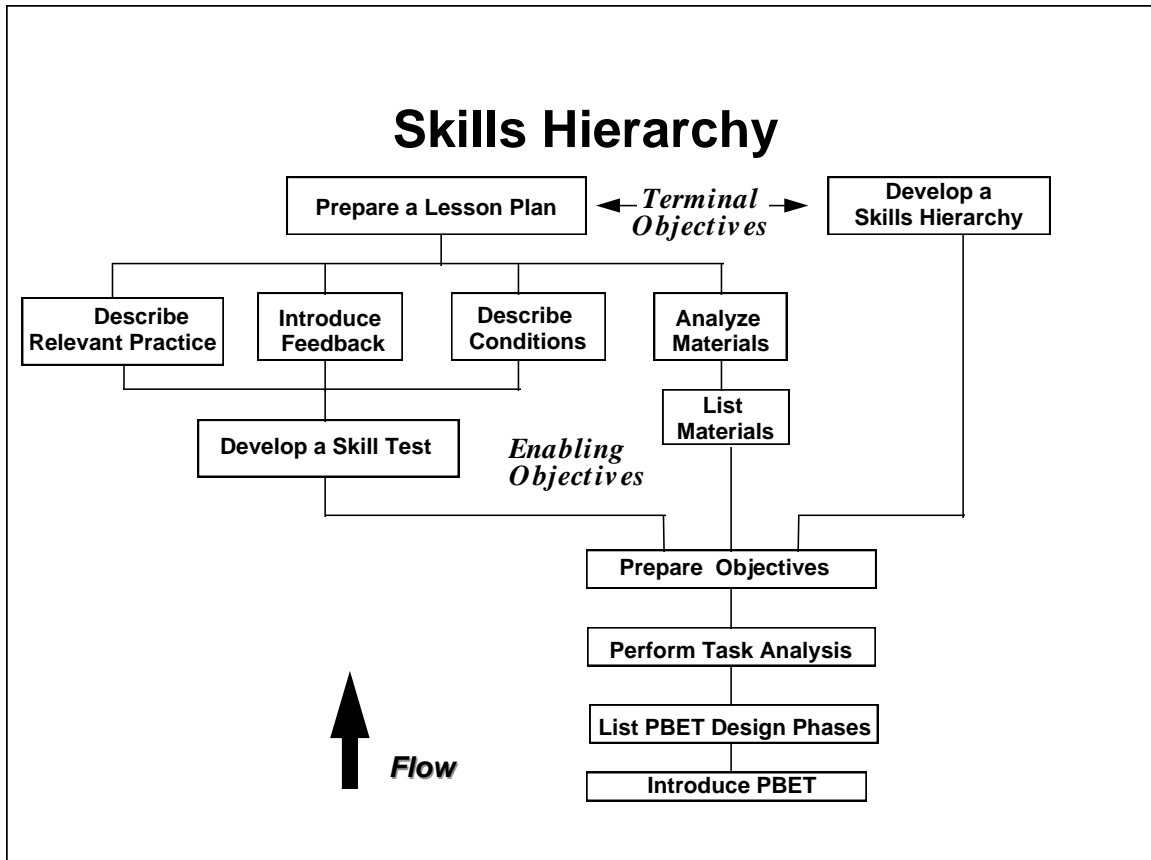 Skills Hierarchy
Prepare a Lesson Plan
Terminal
Objectives
Develop a
Skills Hierarchy
Describe
Relevant Practice
Introduce
Feedback
Describe
Conditions
Analyze
Materials
List
Materials
Develop a Skill Test
Enabling
Objectives
Prepare Objectives
Perform Task Analysis
List PBET Design Phases
Introduce PBET
Flow